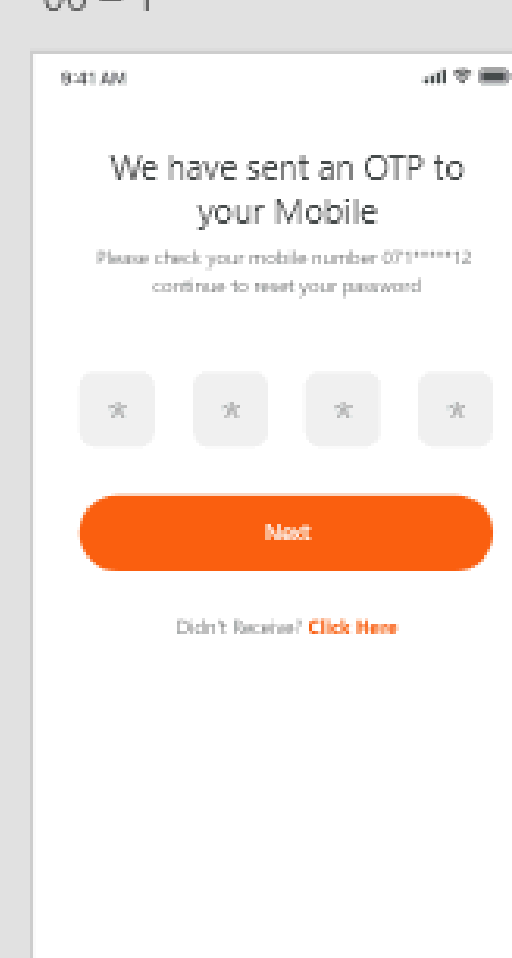 9:41 AM
We have sent an OTP to
your Mobile
Please check your mobile number 071*****12
continue to reset your password
* * * *
Next
Didn't Receive? Click Here